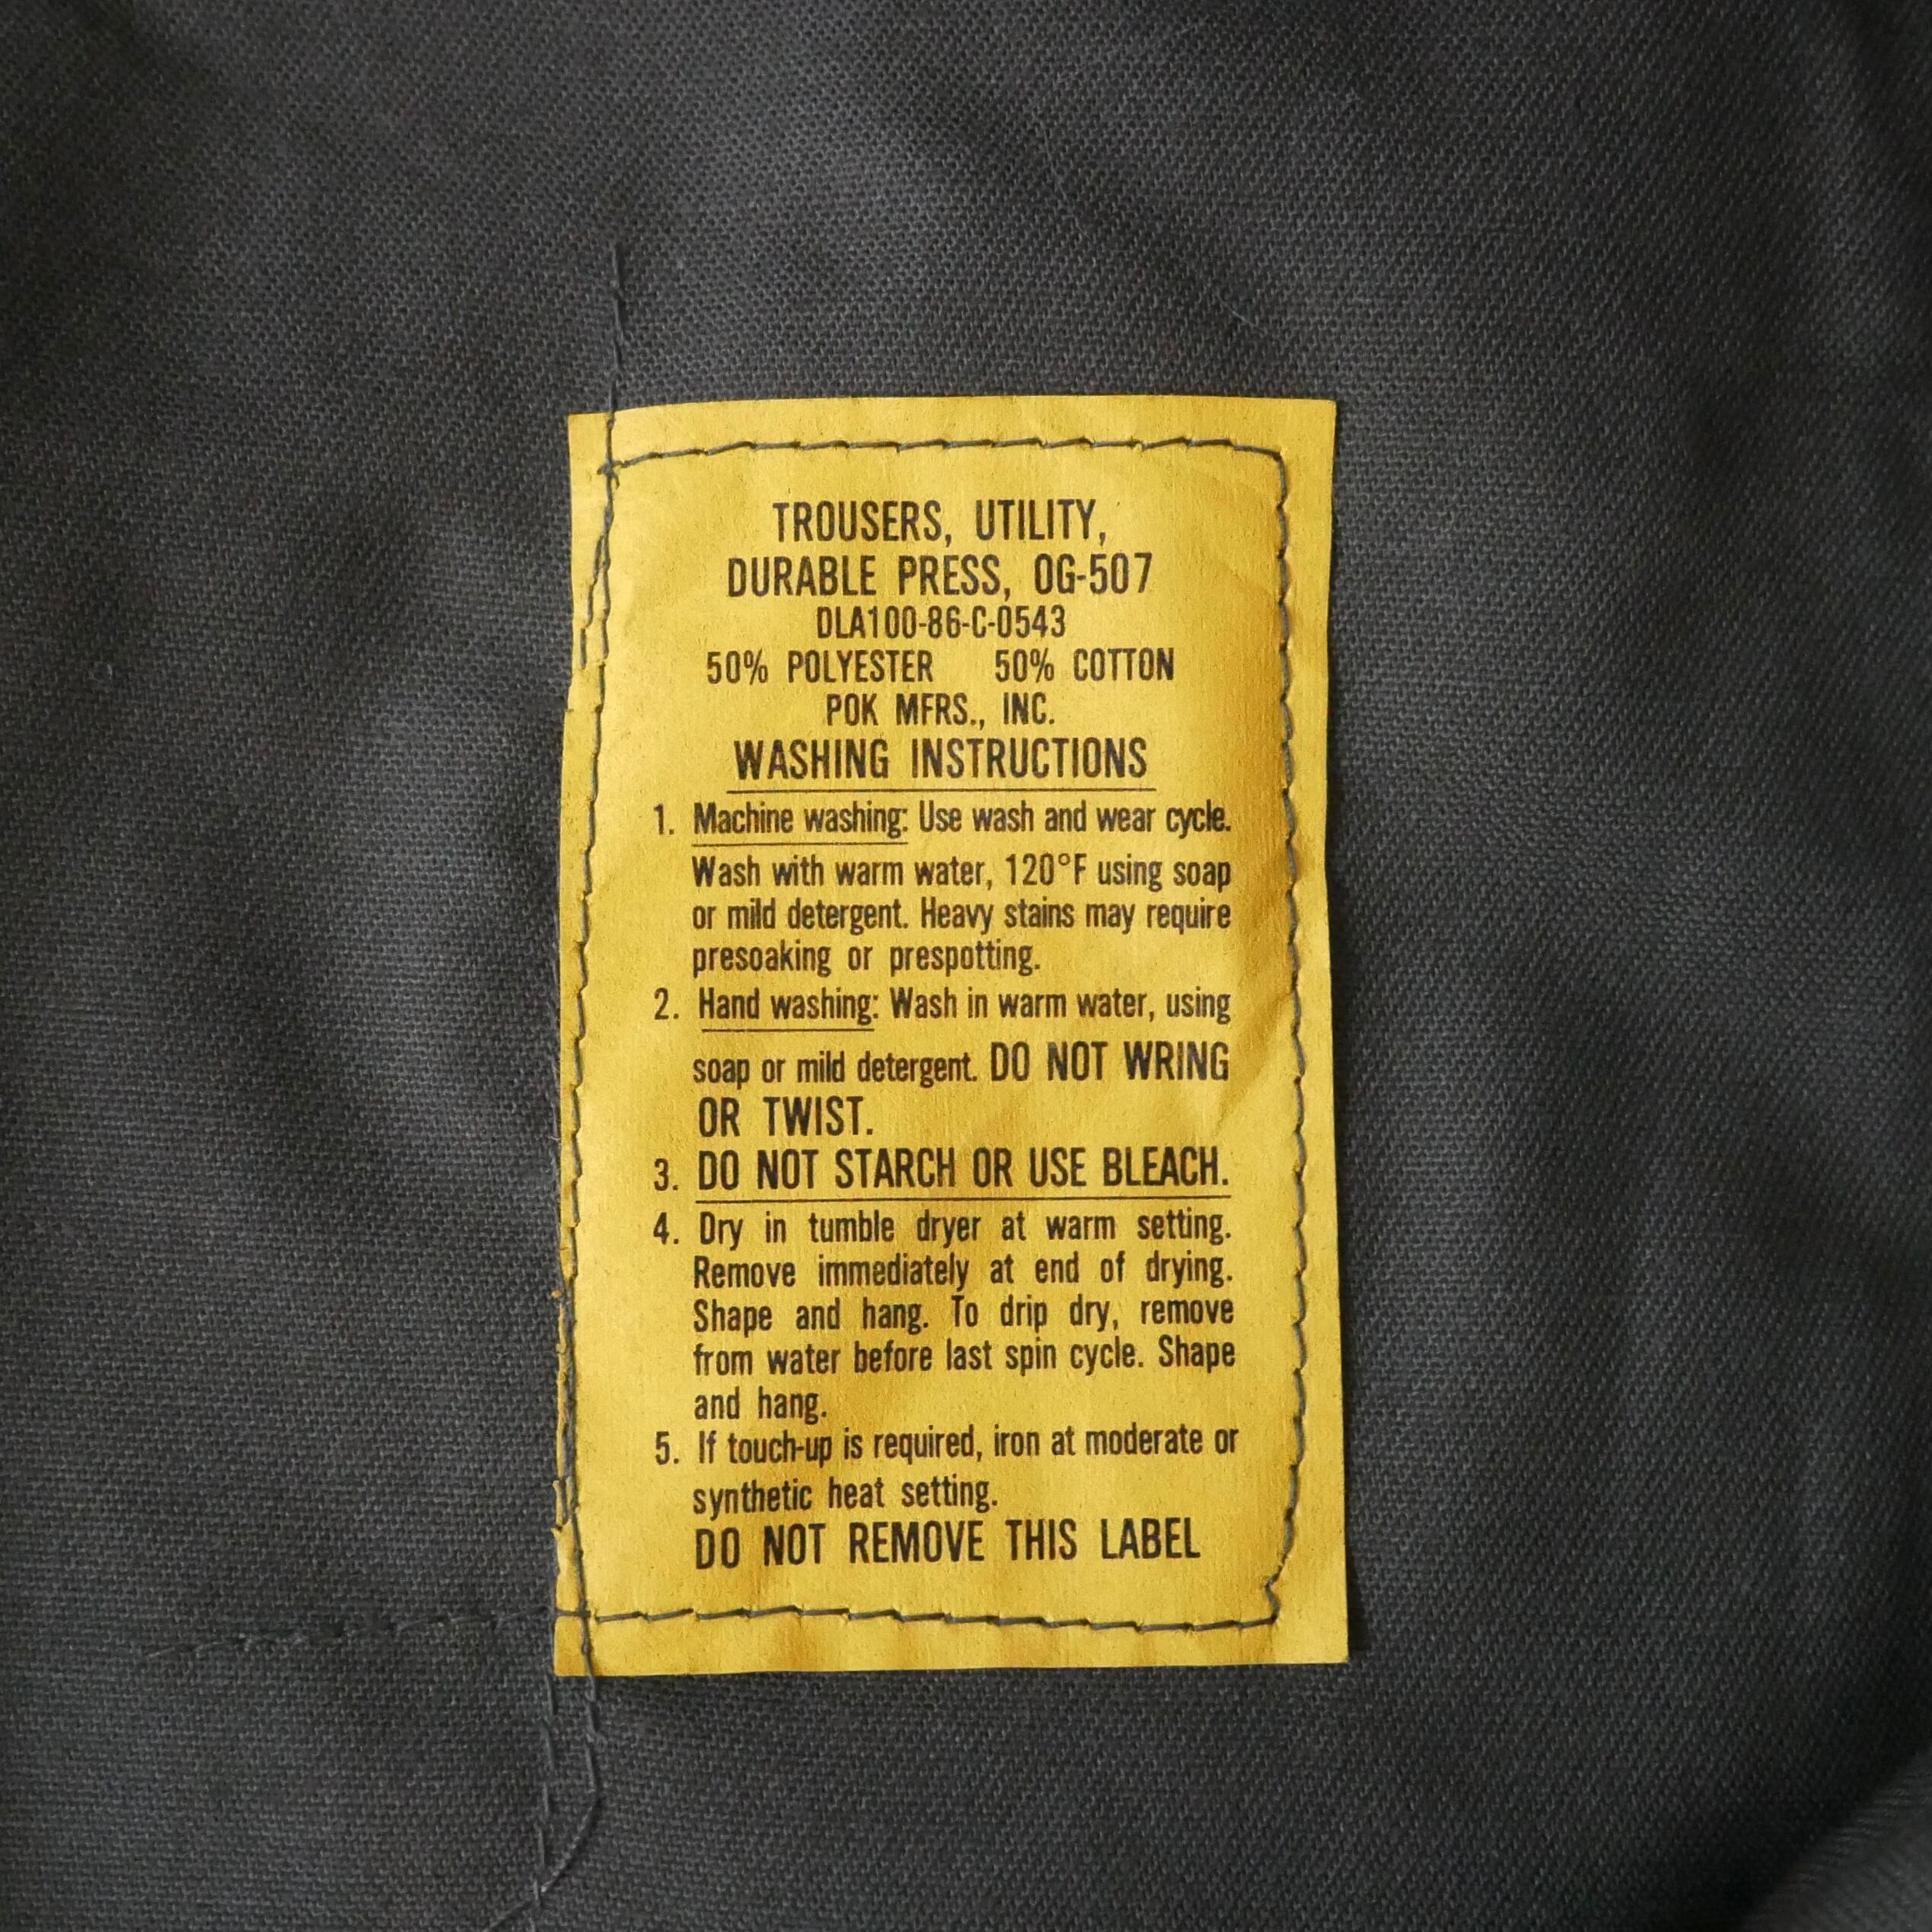 TROUSERS, UTILITY,
DURABLE PRESS, OG-507
DLA100-86-C-0543
50% POLYESTER 50% COTTON
POK MFRS., INC.
WASHING INSTRUCTIONS
1. Machine washing: Use wash and wear cycle.
Wash with warm water, 120°F using soap
or mild detergent. Heavy stains may require
presoaking or prespotting.
2. Hand washing: Wash in warm water, using
soap or mild detergent. DO NOT WRING
OR TWIST.
3. DO NOT STARCH OR USE BLEACH.
4. Dry in tumble dryer at warm setting.
Remove immediately at end of drying.
Shape and hang. To drip dry, remove
from water before last spin cycle. Shape
and hang.
5. If touch-up is required, iron at moderate or
synthetic heat setting.
DO NOT REMOVE THIS LABEL